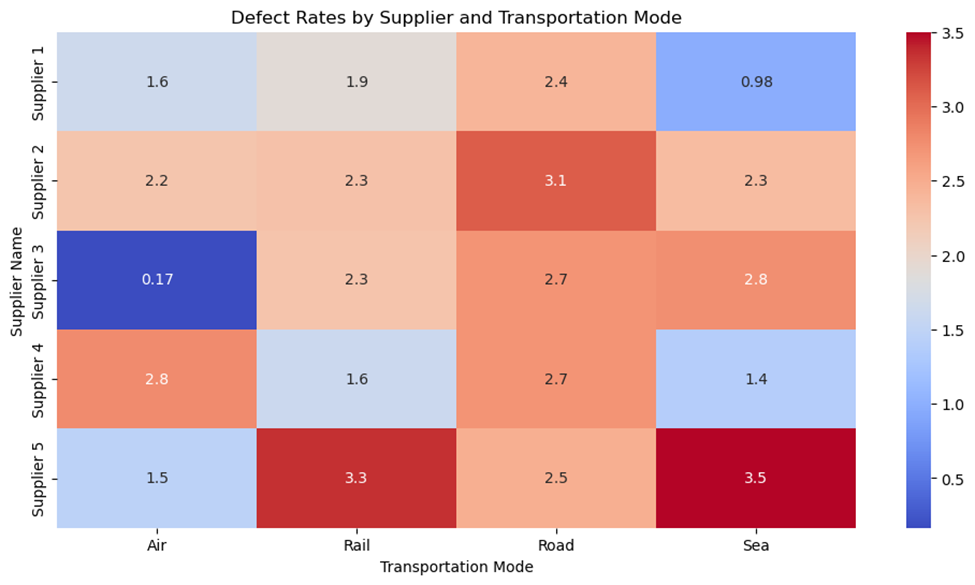 Defect Rates by Supplier and Transportation Mode
Supplier Name
Supplier 1
1.6 1.9 2.4 0.98
Supplier 2
2.2 2.3 3.1 2.3
Supplier 3
0.17 2.3 2.7 2.8
Supplier 4
2.8 1.6 2.7 1.4
Supplier 5
1.5 3.3 2.5 3.5
Air Rail Road Sea
Transportation Mode
3.5
3.0
2.5
2.0
1.5
1.0
0.5